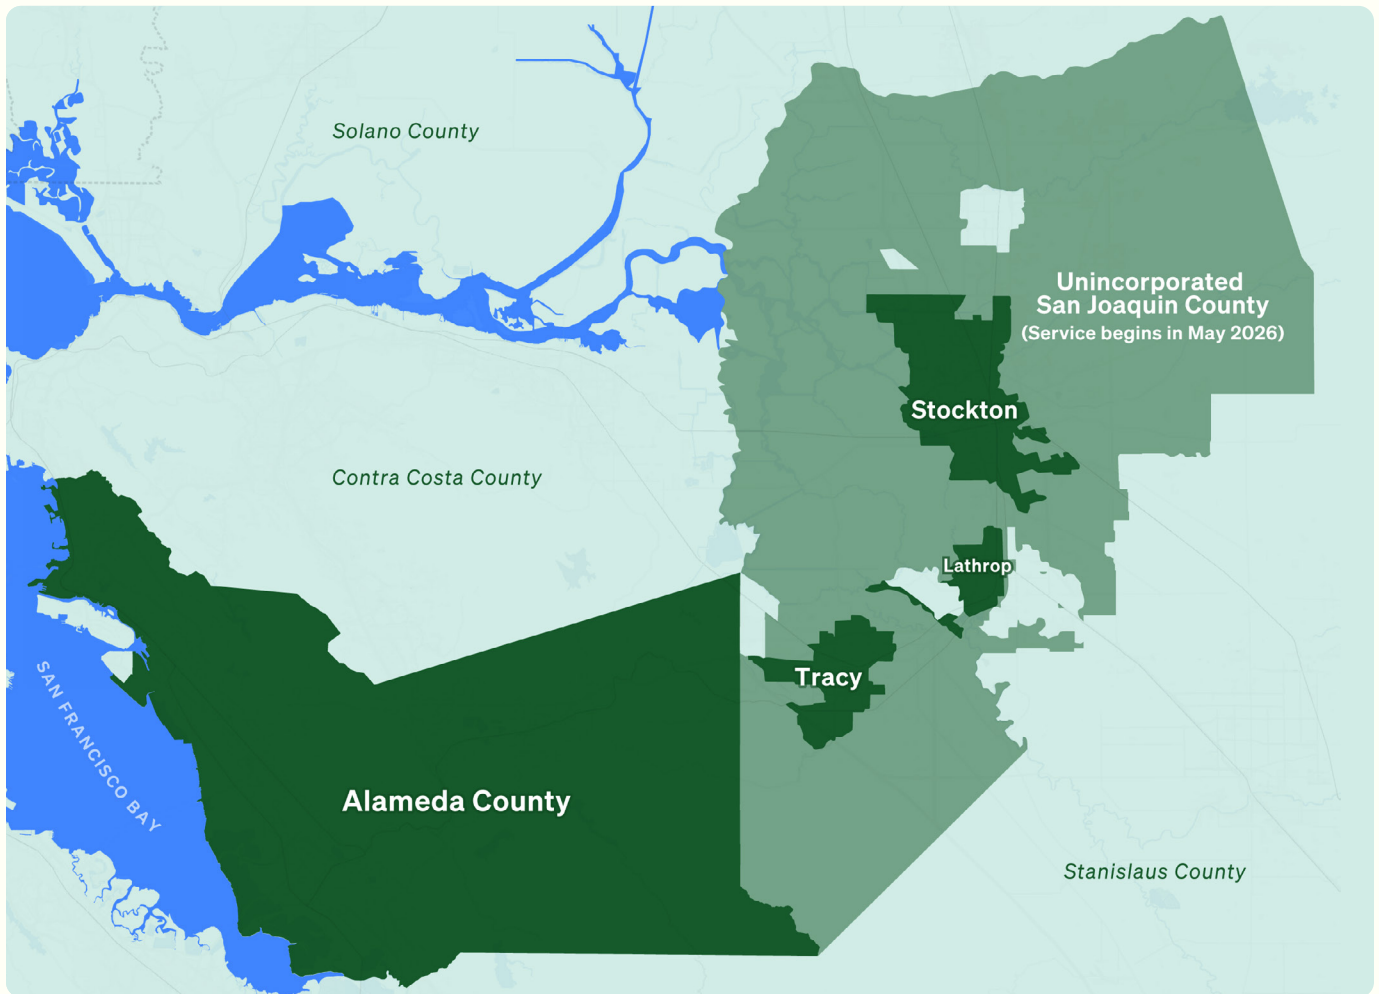 Solano County
Unincorporated
San Joaquin County
(Service begins in May 2026)
Stockton
Contra Costa County
Lathrop
Tracy
SAN FRANCISCO BAY
Alameda County
Stanislaus County